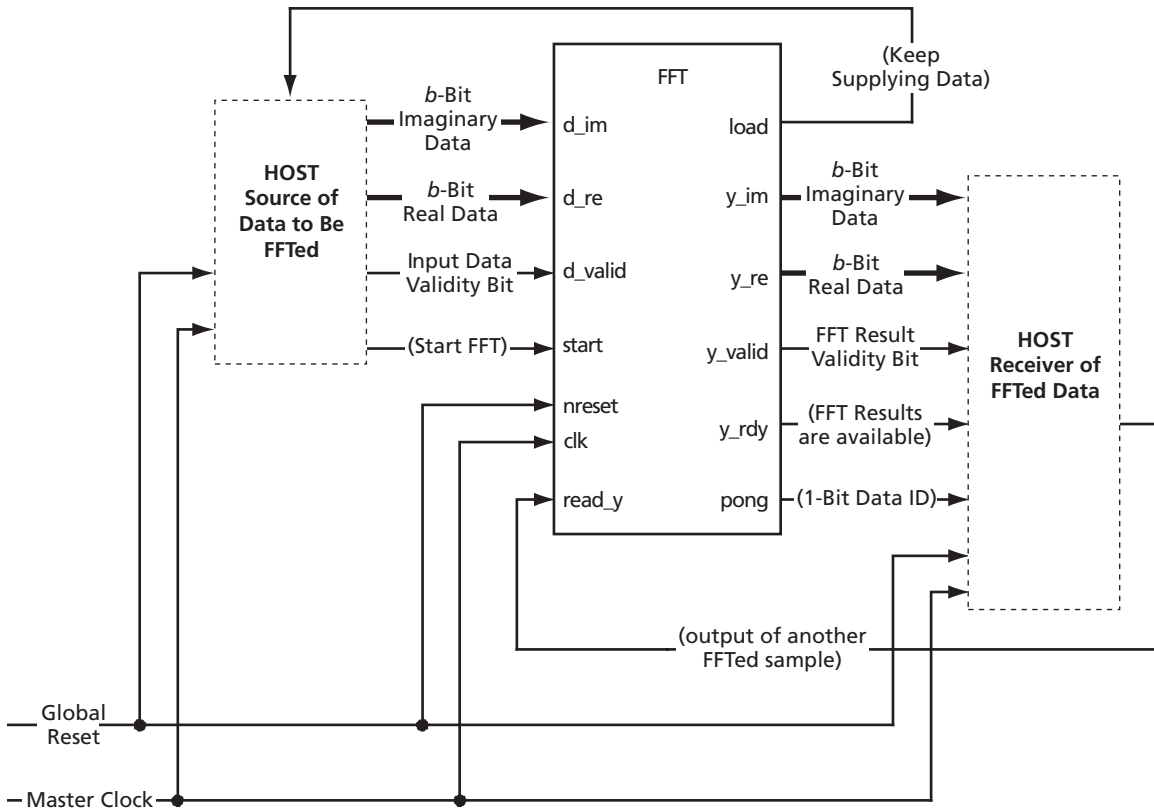 (Keep
Supplying Data)
FFT
b-Bit
Imaginary
Data
d_im
load
HOST
Source of
Data to Be
FFTed
b-Bit
Real Data
d_re
y_im
b-Bit
Imaginary
Data
Input Data
Validity Bit
d_valid
y_re
b-Bit
Real Data
(Start FFT)
start
y_valid
FFT Result
Validity Bit
HOST
Receiver of
FFTed Data
nreset
clk
y_rdy
(FFT Results
are available)
read_y
pong
(1-Bit Data ID)
(output of another
FFTed sample)
Global
Reset
Master Clock